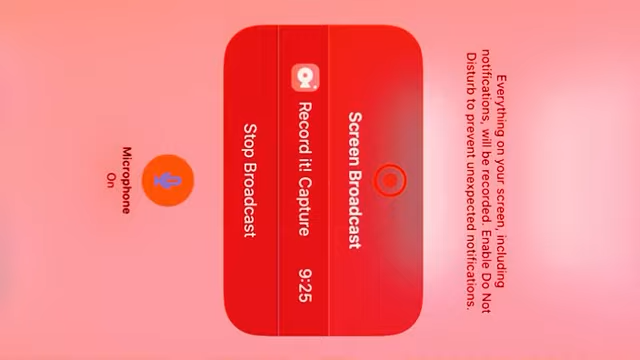 Everything on your screen, including
notifications, will be recorded. Enable Do Not
Disturb to prevent unexpected notifications.
Screen Broadcast
Record it! Capture 9:25
Stop Broadcast
Microphone
On